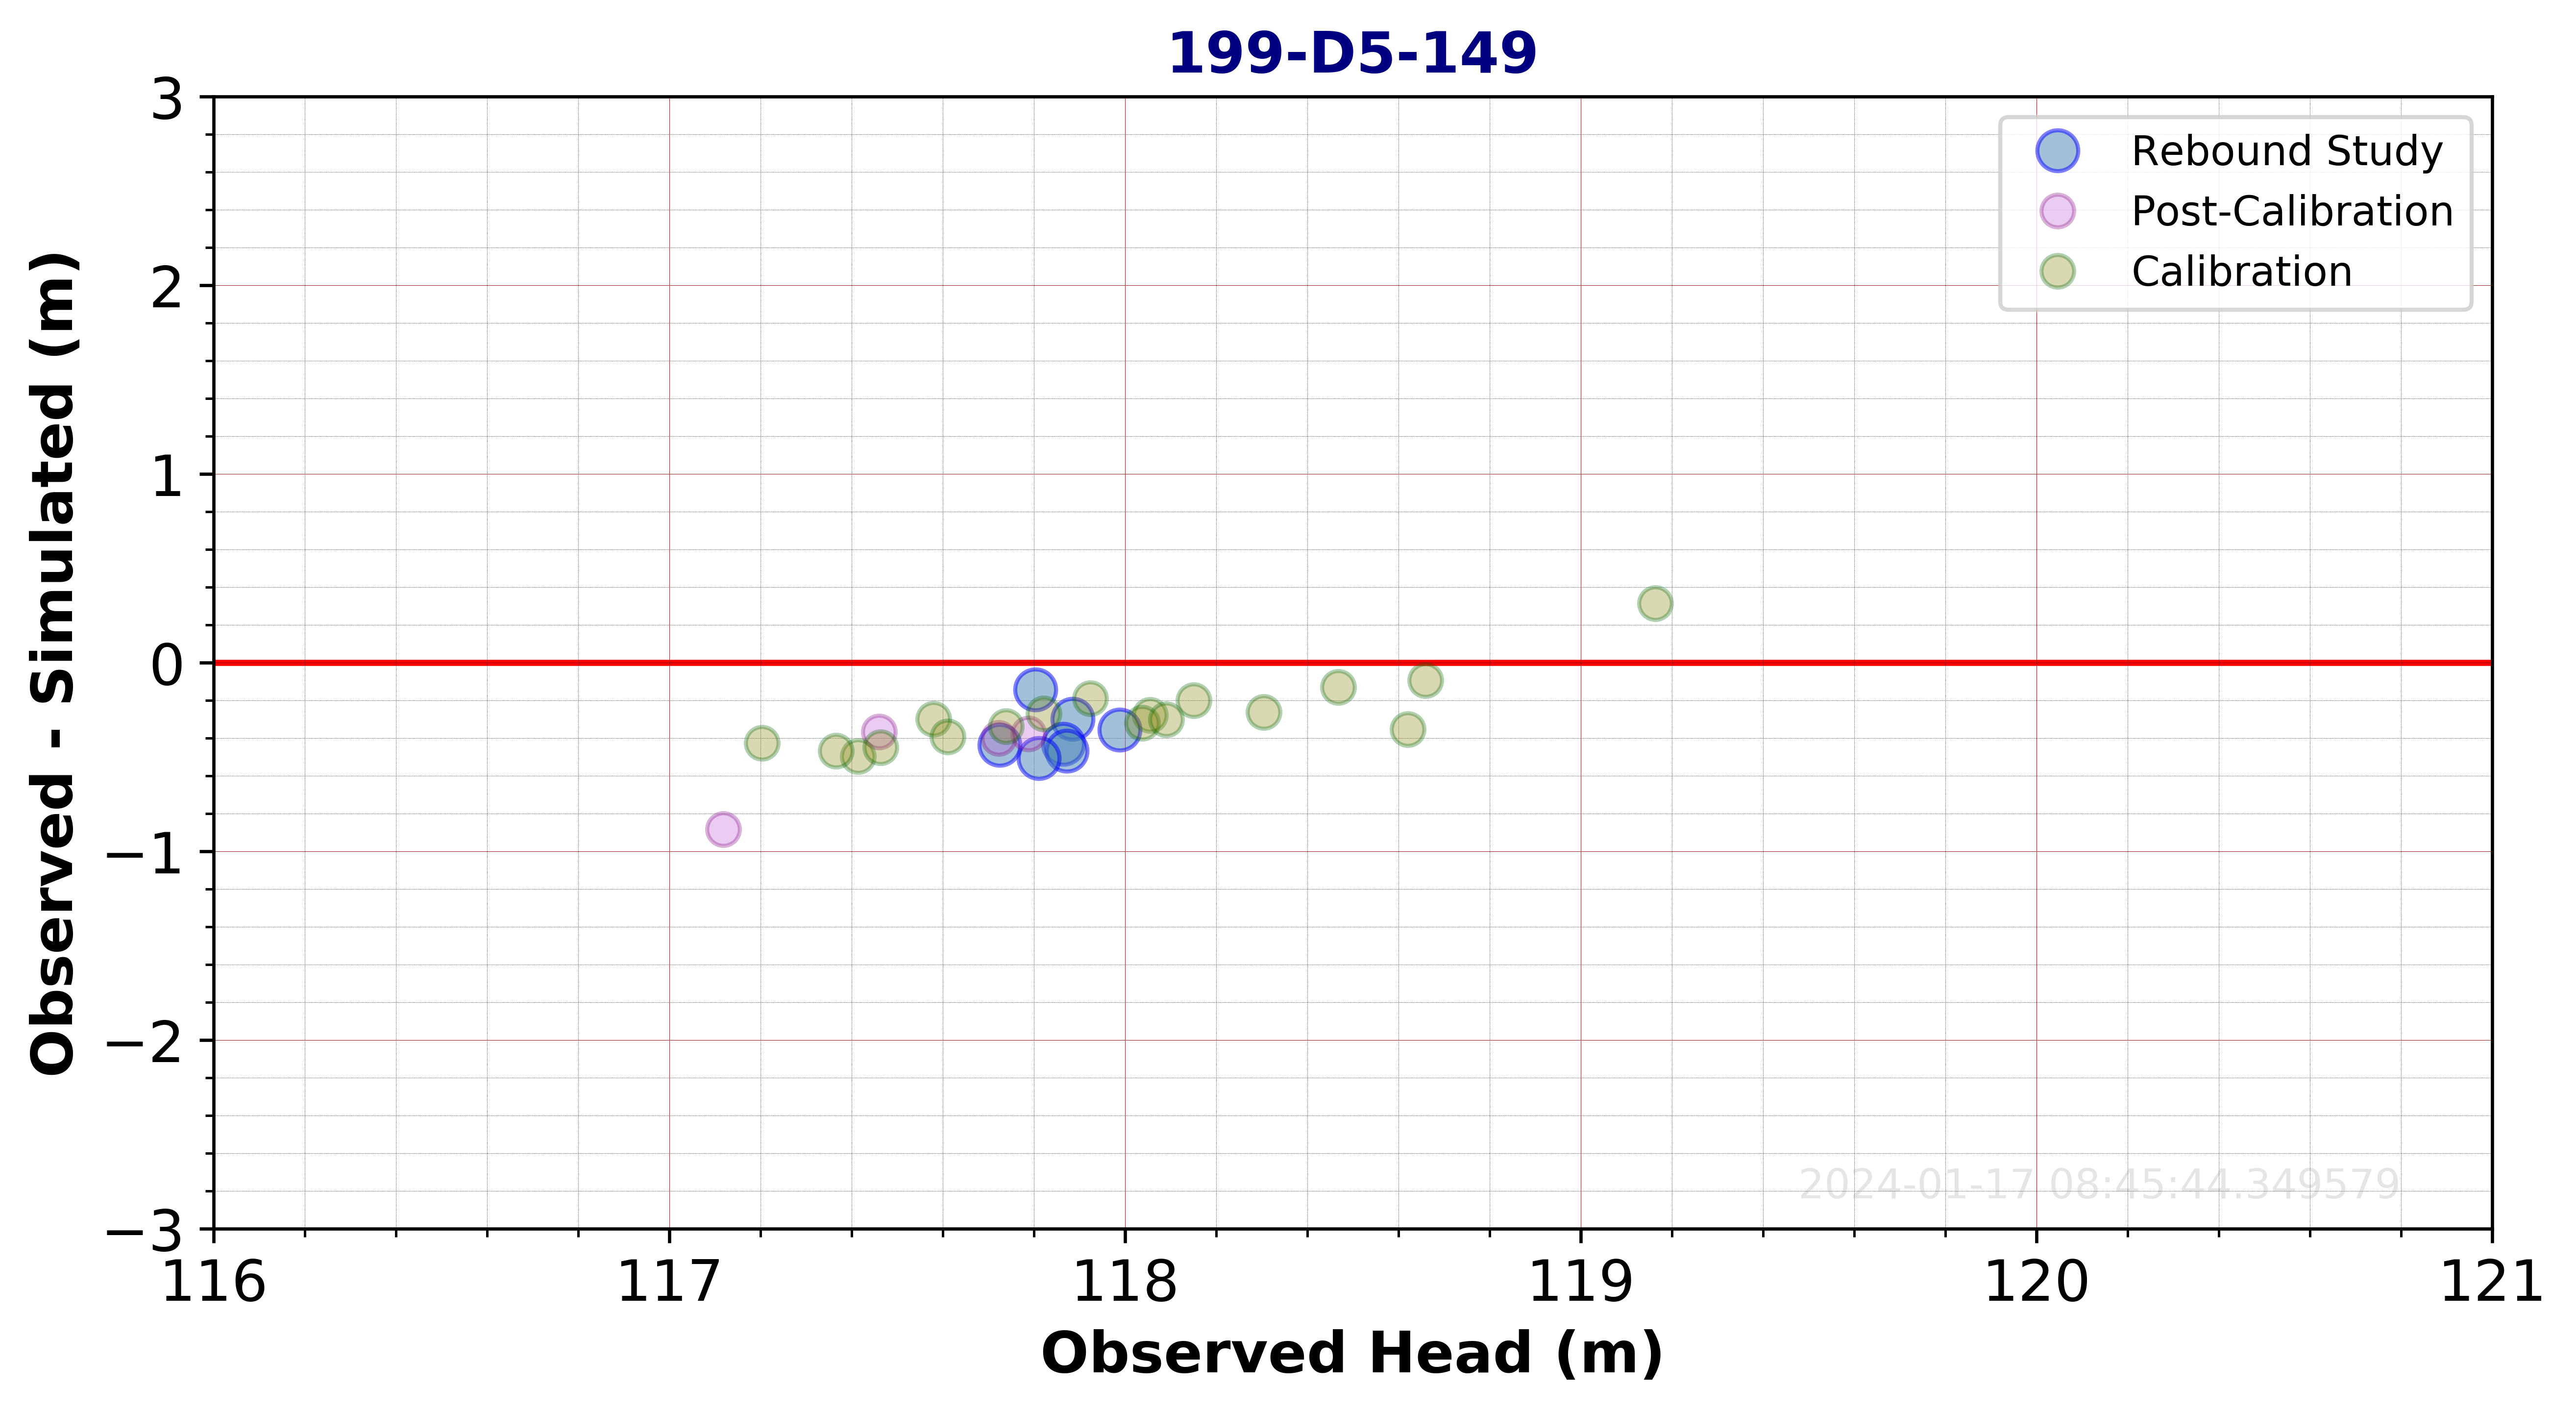 199-D5-149
Observed - Simulated (m)
3
2
1
0
−1
−2
−3
Rebound Study
Post-Calibration
Calibration
2024-01-17 08:45:44.349579
116 117 118 119 120 121
Observed Head (m)